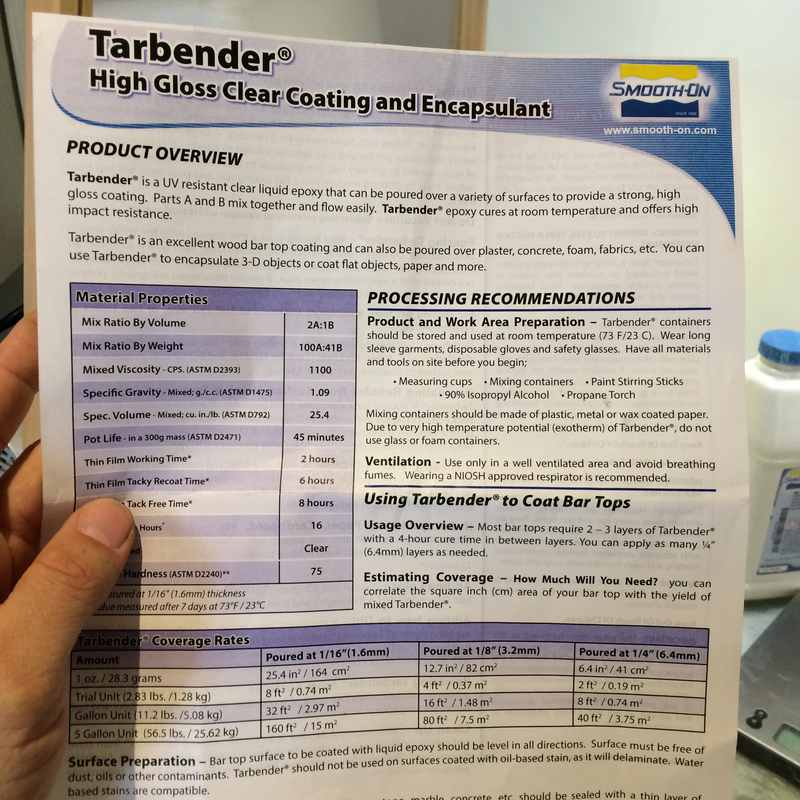 Tarbender®
High Gloss Clear Coating and Encapsulant
SMOOTH-ON
www.smooth-on.com
PRODUCT OVERVIEW
Tarbender® is a UV resistant clear liquid epoxy that can be poured over a variety of surfaces to provide a strong, high
gloss coating. Parts A and B mix together and flow easily. Tarbender® epoxy cures at room temperature and offers high
impact resistance.
Tarbender® is an excellent wood bar top coating and can also be poured over plaster, concrete, foam, fabrics, etc. You can
use Tarbender® to encapsulate 3-D objects or coat flat objects, paper and more.
Material Properties
Mix Ratio By Volume 2A:1B
Mix Ratio By Weight 100A:41B
Mixed Viscosity - CPS. (ASTM D2393) 1100
Specific Gravity - Mixed; g./c.c. (ASTM D1475) 1.09
Spec. Volume - Mixed; cu. in./lb. (ASTM D792) 25.4
Pot Life - in a 300g mass (ASTM D2471) 45 minutes
Thin Film Working Time* 2 hours
Thin Film Tacky Recoat Time* 6 hours
Tack Free Time* 8 hours
Hours* 16
Clear
Hardness (ASTM D2240)** 75
at 1/16" (1.6mm) thickness
measured after 7 days at 73°F / 23°C
PROCESSING RECOMMENDATIONS
Product and Work Area Preparation – Tarbender® containers
should be stored and used at room temperature (73 F/23 C). Wear long
sleeve garments, disposable gloves and safety glasses. Have all materials
and tools on site before you begin;
• Measuring cups • Mixing containers • Paint Stirring Sticks
• 90% Isopropyl Alcohol • Propane Torch
Mixing containers should be made of plastic, metal or wax coated paper.
Due to very high temperature potential (exotherm) of Tarbender®, do not
use glass or foam containers.
Ventilation - Use only in a well ventilated area and avoid breathing
fumes. Wearing a NIOSH approved respirator is recommended.
Using Tarbender® to Coat Bar Tops
Usage Overview – Most bar tops require 2 – 3 layers of Tarbender®
with a 4-hour cure time in between layers. You can apply as many ¼"
(6.4mm) layers as needed.
Estimating Coverage – How Much Will You Need? you can
correlate the square inch (cm) area of your bar top with the yield of
mixed Tarbender®.
Tarbender® Coverage Rates
Amount Poured at 1/16"(1.6mm) Poured at 1/8" (3.2mm) Poured at 1/4" (6.4mm)
1 oz. / 28.3 grams 25.4 in² / 164 cm² 12.7 in² / 82 cm² 6.4 in² / 41 cm²
Trial Unit (2.83 lbs. /1.28 kg) 8 ft² / 0.74 m² 4 ft² / 0.37 m² 2 ft² / 0.19 m²
Gallon Unit (11.2 lbs. /5.08 kg) 32 ft² / 2.97 m² 16 ft² / 1.48 m² 8 ft² / 0.74 m²
5 Gallon Unit (56.5 lbs. / 25.62 kg) 160 ft² / 15 m² 80 ft² / 7.5 m² 40 ft² / 3.75 m²
Surface Preparation – Bar top surface to be coated with liquid epoxy should be level in all directions. Surface must be free of
dust, oils or other contaminants. Tarbender® should not be used on surfaces coated with oil-based stain, as it will delaminate. Water
based stains are compatible.
marble, concrete, etc. should be sealed with a thin layer of